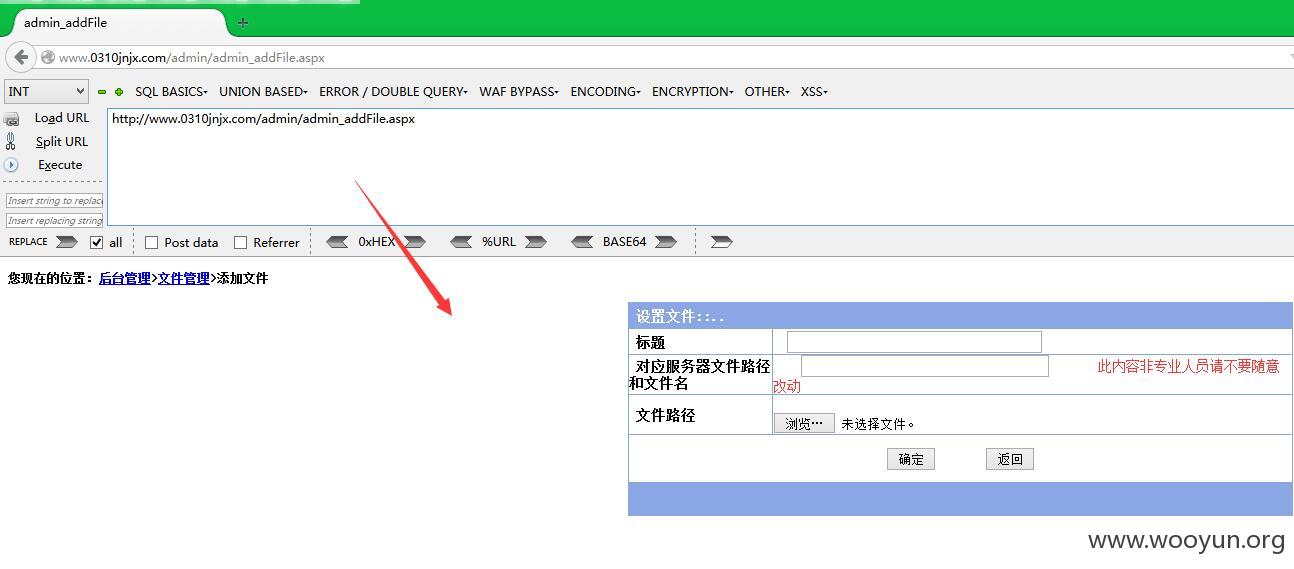 admin_addFile
www.0310jnjx.com/admin/admin_addFile.aspx
INT SQL BASICS UNION BASED ERROR / DOUBLE QUERY WAF BYPASS ENCODING ENCRYPTION OTHER XSS
Load URL
http://www.0310jnjx.com/admin/admin_addFile.aspx
Split URL
Execute
Insert string to replac
Insert replacing string
REPLACE all Post data Referrer 0xHEX %URL BASE64
您现在的位置：后台管理>文件管理>添加文件
设置文件::..
标题
对应服务器文件路径
和文件名
此内容非专业人员请不要随意
改动
文件路径
浏览… 未选择文件。
确定 返回
www.wooyun.org